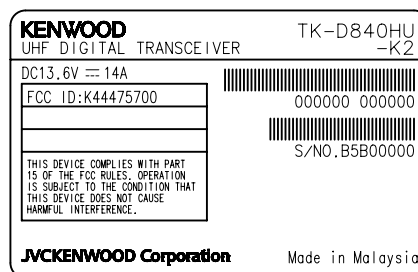 KENWOOD
UHF DIGITAL TRANSCEIVER
TK-D840HU
-K2
DC13.6V ⎓ 14A
FCC ID:K44475700
000000 000000
S/NO.B5B00000
THIS DEVICE COMPLIES WITH PART
15 OF THE FCC RULES. OPERATION
IS SUBJECT TO THE CONDITION THAT
THIS DEVICE DOES NOT CAUSE
HARMFUL INTERFERENCE.
JVCKENWOOD Corporation
Made in Malaysia